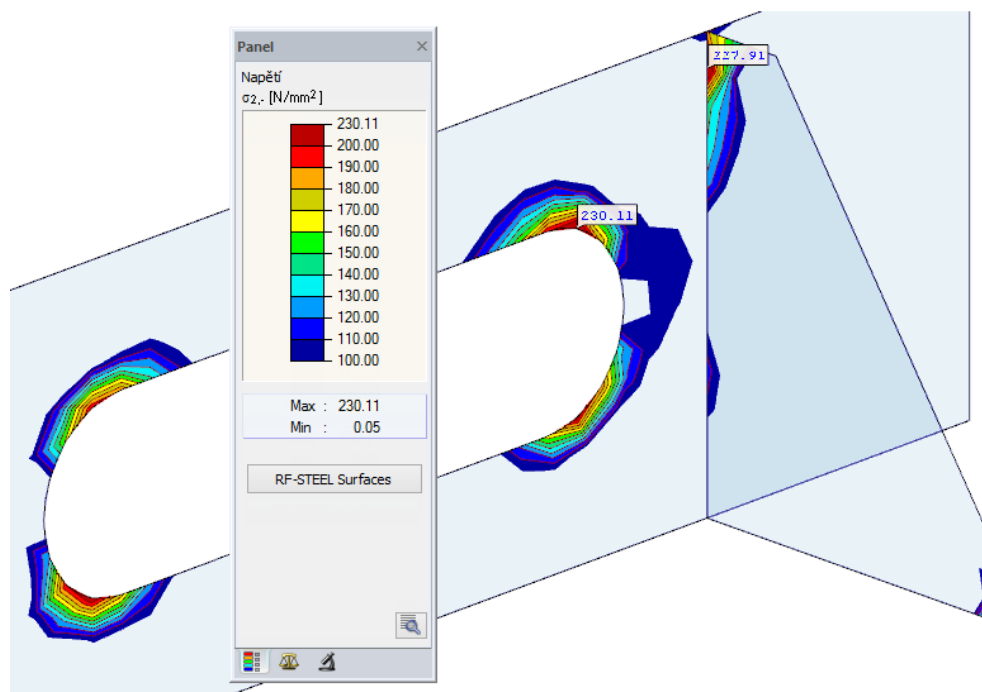 Panel
Napětí
σ2,- [N/mm²]
230.11
200.00
190.00
180.00
170.00
160.00
150.00
140.00
130.00
120.00
110.00
100.00
Max : 230.11
Min : 0.05
RF-STEEL Surfaces
230.11
227.91